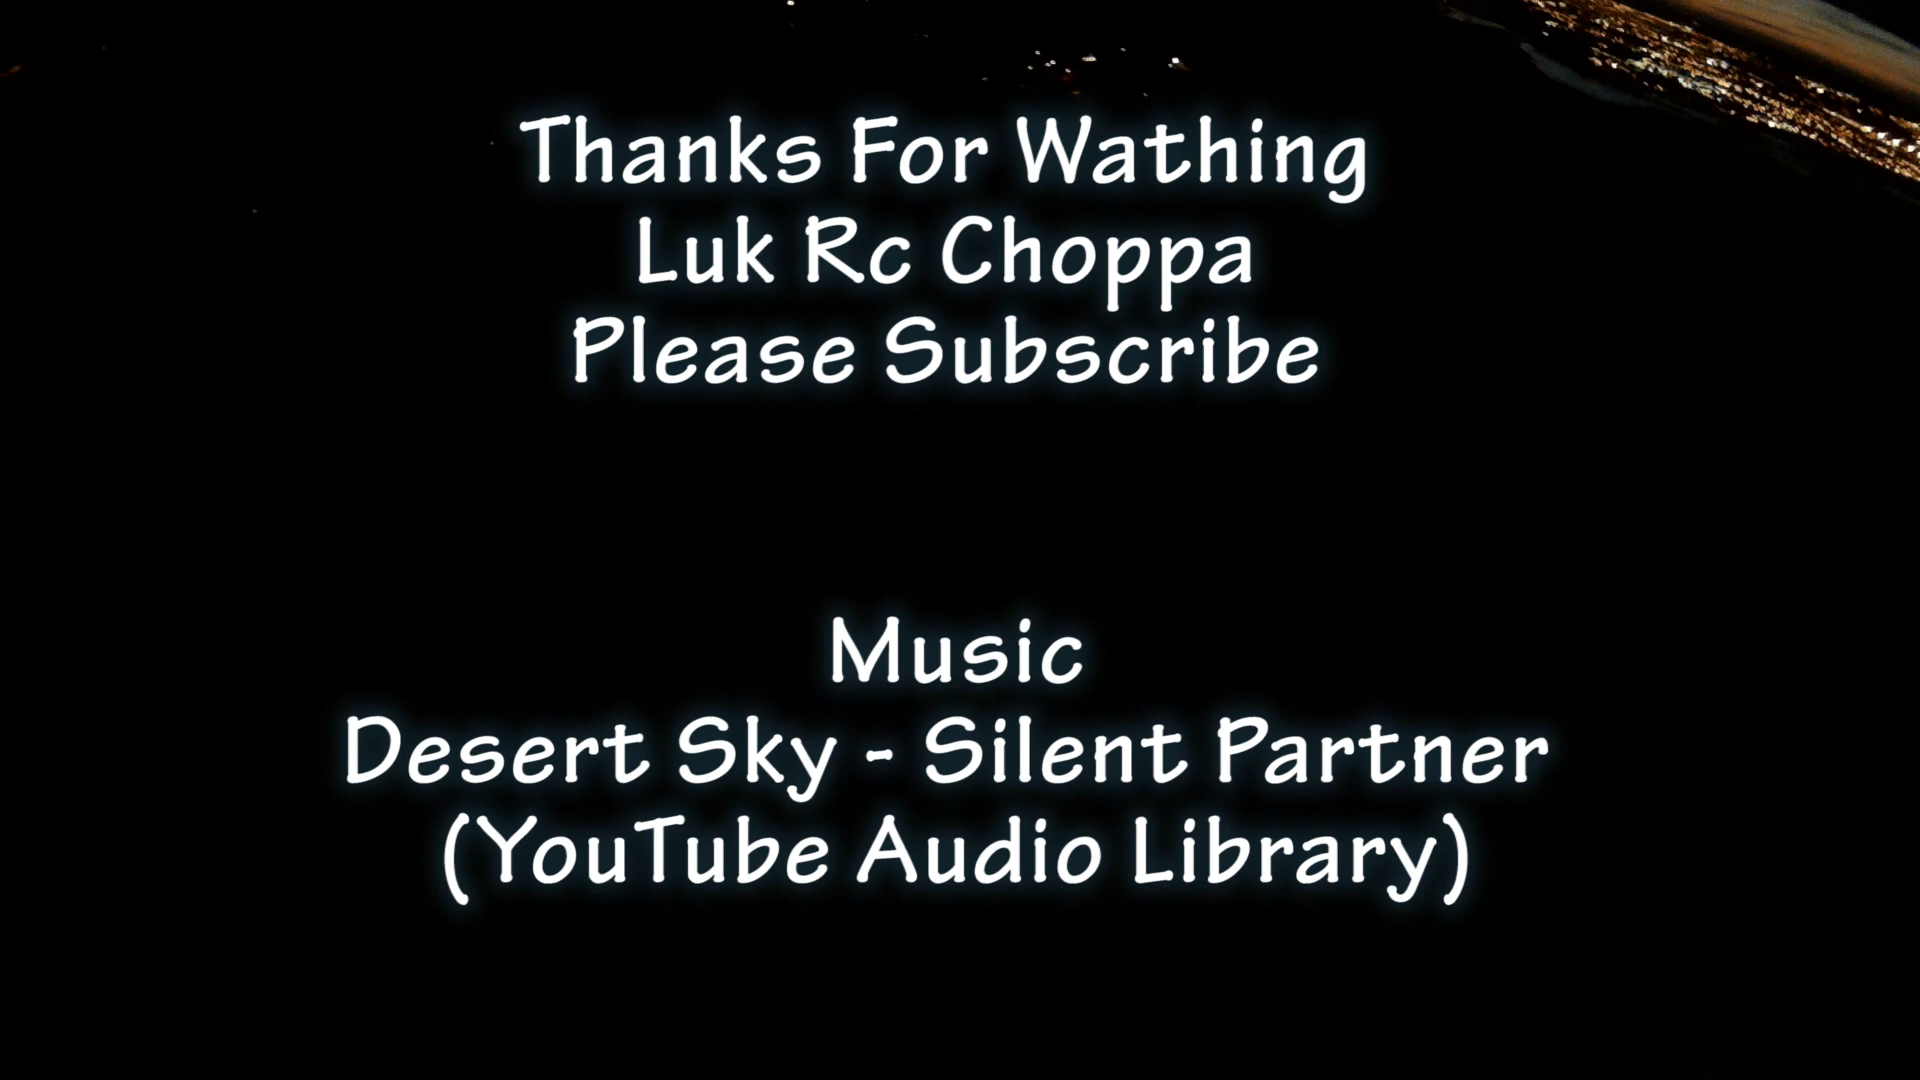 Thanks For Wathing
Luk Rc Choppa
Please Subscribe
Music
Desert Sky - Silent Partner
(YouTube Audio Library)